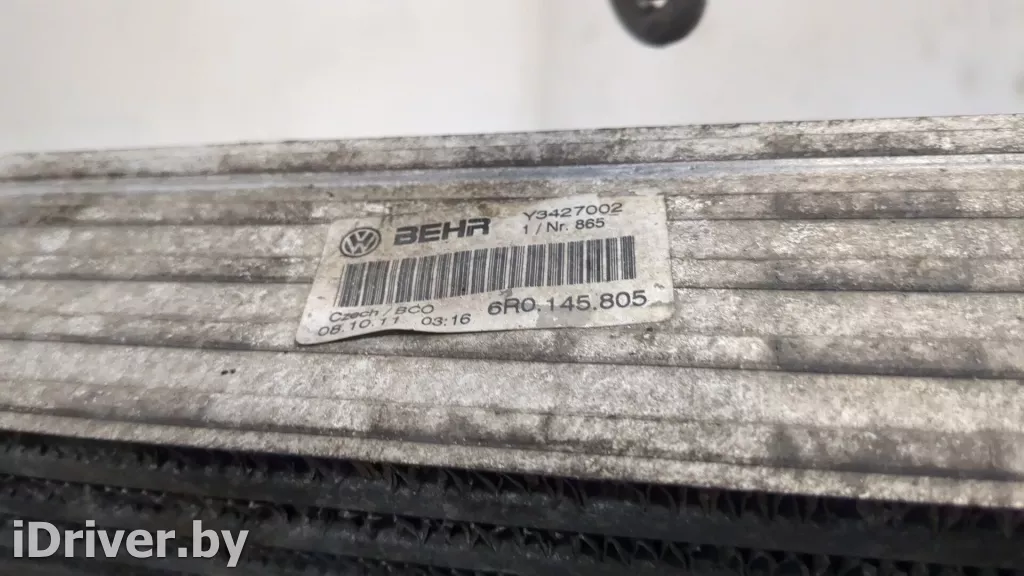 BEHR Y3427002
1 / Nr. 865
Czech / BCO
08.10.11 03:16 6R0.145.805
iDriver.by